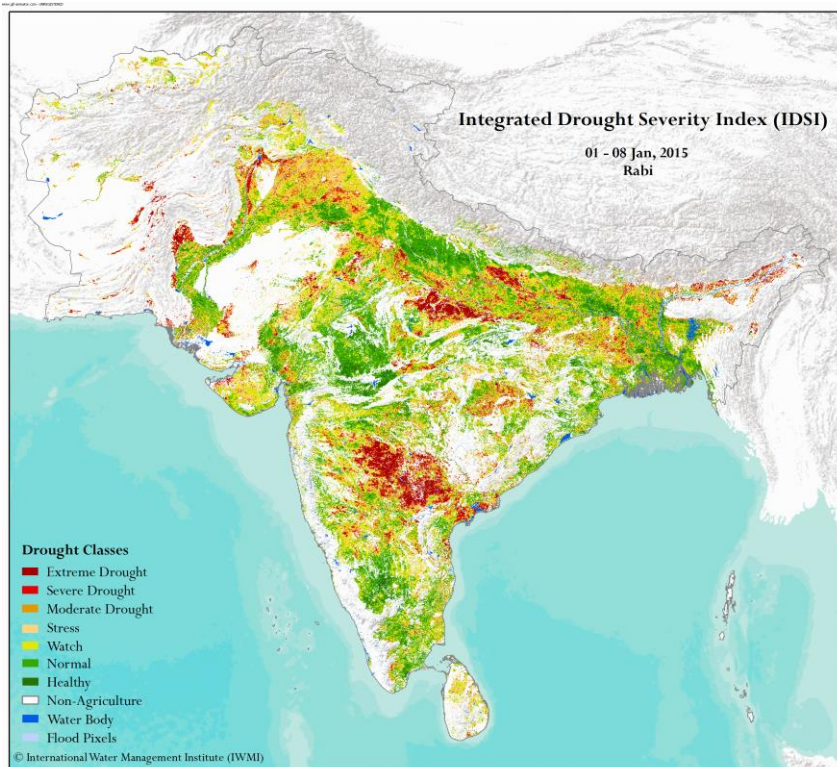 Integrated Drought Severity Index (IDSI)
01 - 08 Jan, 2015
Rabi
Drought Classes
Extreme Drought
Severe Drought
Moderate Drought
Stress
Watch
Normal
Healthy
Non-Agriculture
Water Body
Flood Pixels
© International Water Management Institute (IWMI)